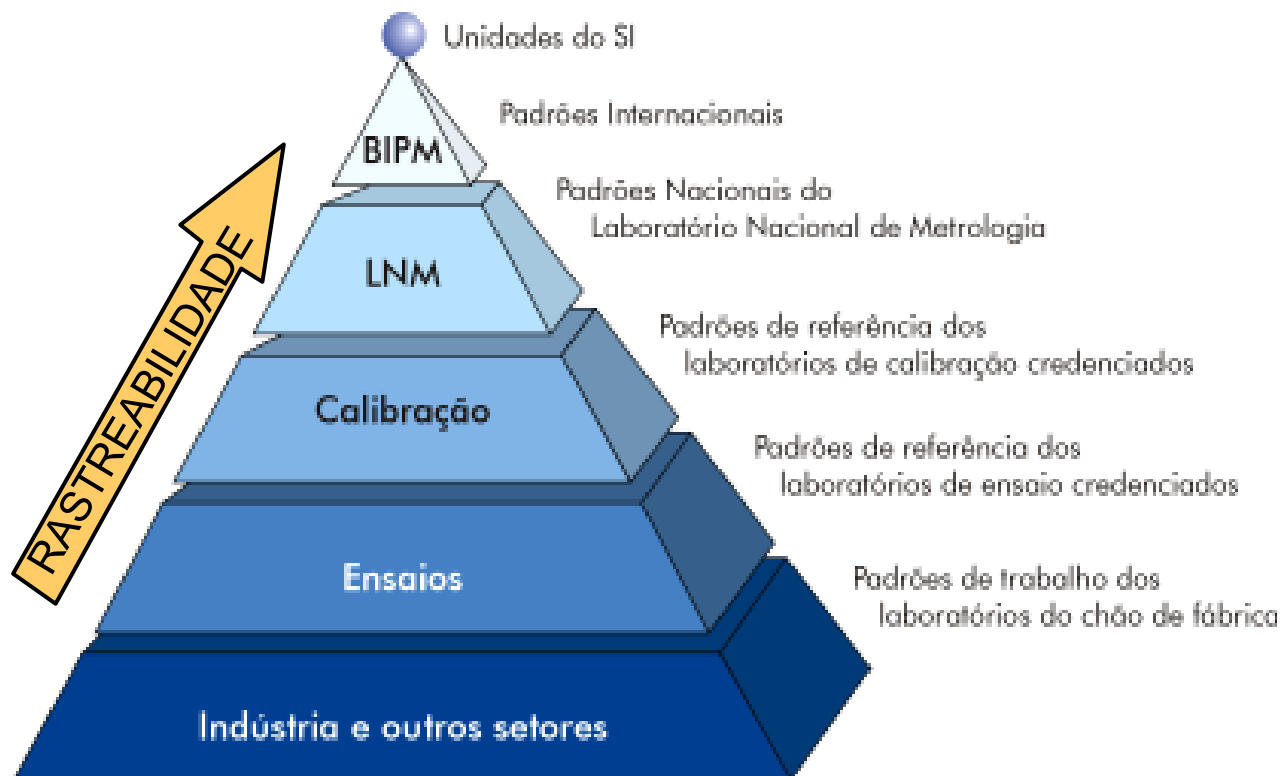 Unidades do SI
Padrões Internacionais
BIPM
Padrões Nacionais do
Laboratório Nacional de Metrologia
LNM
Padrões de referência dos
laboratórios de calibração credenciados
Calibração
Padrões de referência dos
laboratórios de ensaio credenciados
Ensaios
Padrões de trabalho dos
laboratórios do chão de fábrica
Indústria e outros setores
RASTREABILIDADE